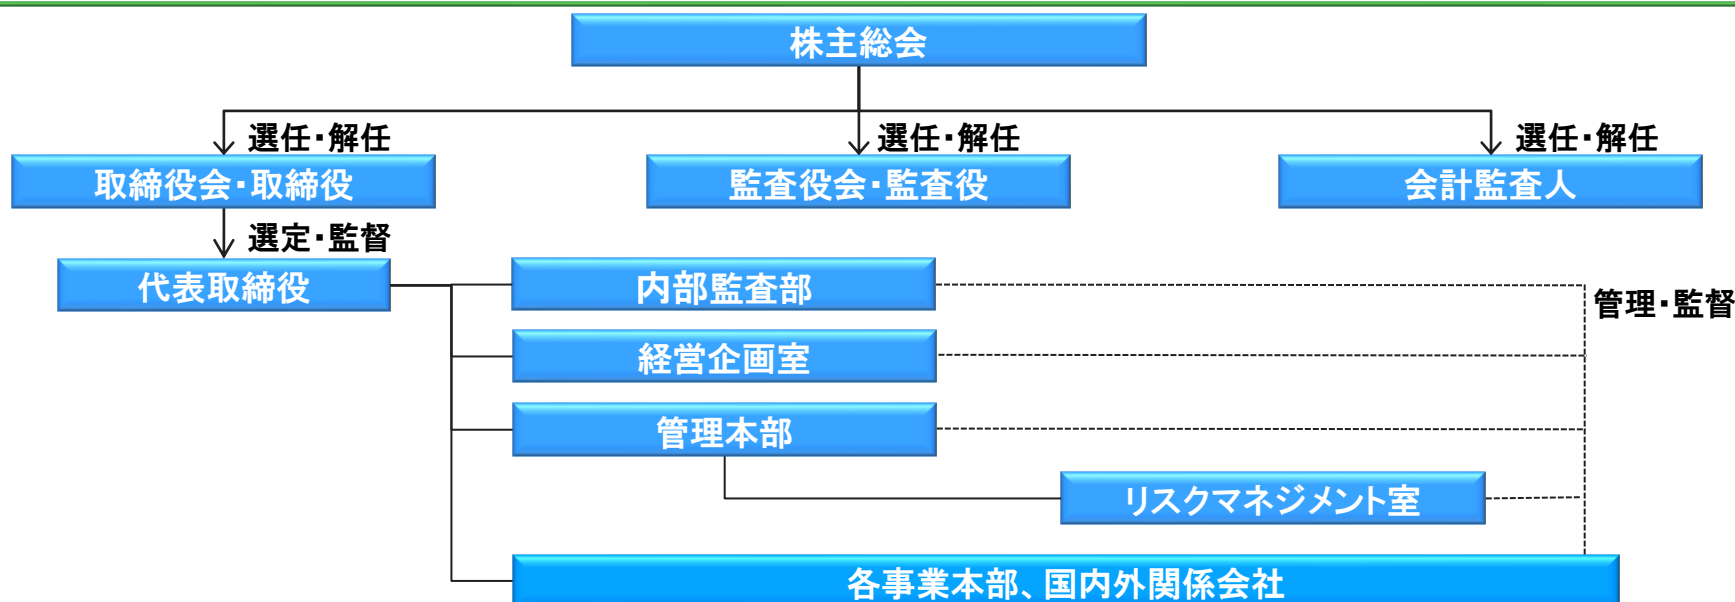 株主総会
選任・解任
選任・解任
選任・解任
取締役会・取締役
監査役会・監査役
会計監査人
選定・監督
代表取締役
内部監査部
管理・監督
経営企画室
管理本部
リスクマネジメント室
各事業本部、国内外関係会社